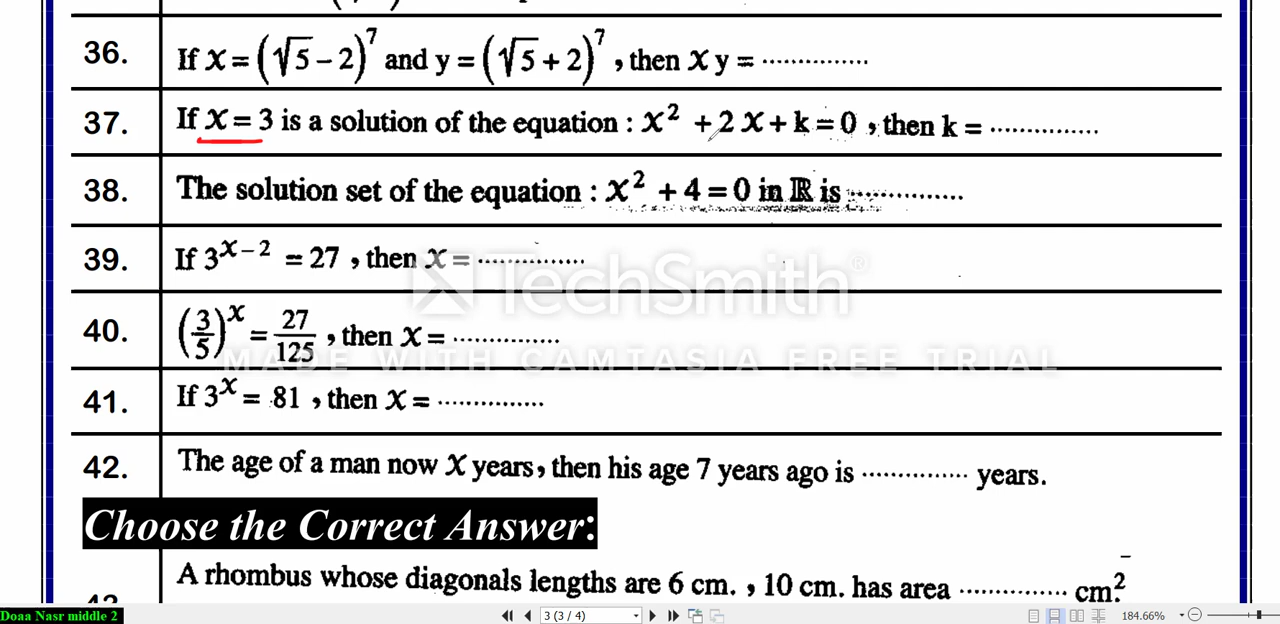 36. If x = (√5 − 2)^7 and y = (√5 + 2)^7 , then x y = ...............
37. If x = 3 is a solution of the equation : x² + 2 x + k = 0 , then k = ...............
38. The solution set of the equation : x² + 4 = 0 in ℝ is ...............
39. If 3^(x−2) = 27 , then x = ...............
TechSmith®
40. (3/5)^x = 27/125 , then x = ...............
MADE WITH CAMTASIA FREE TRIAL
41. If 3^x = 81 , then x = ...............
42. The age of a man now x years, then his age 7 years ago is ............... years.
Choose the Correct Answer:
A rhombus whose diagonals lengths are 6 cm. , 10 cm. has area ............... cm².
Doaa Nasr middle 2
3 (3 / 4)
184.66%